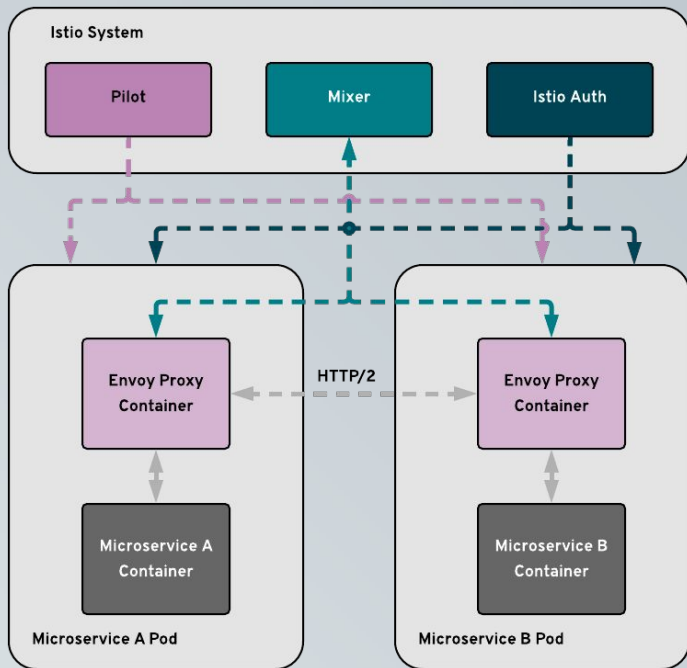 Istio System
Pilot
Mixer
Istio Auth
Envoy Proxy
Container
HTTP/2
Envoy Proxy
Container
Microservice A
Container
Microservice B
Container
Microservice A Pod
Microservice B Pod